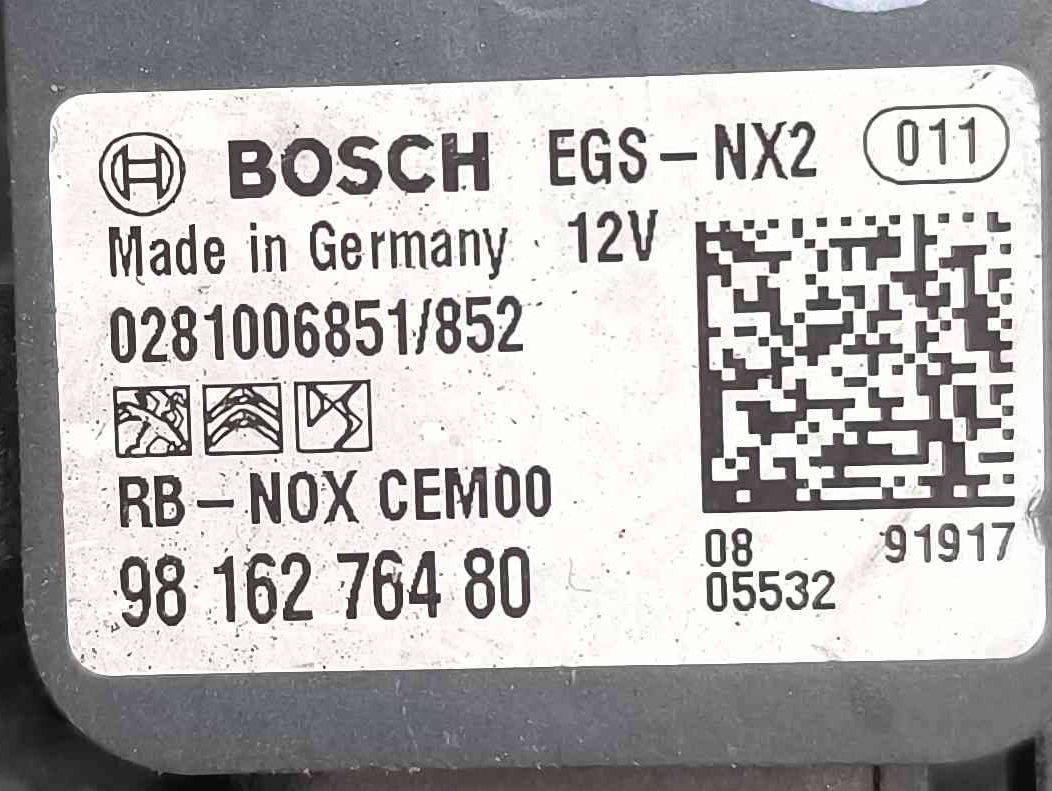 BOSCH EGS-NX2 011
Made in Germany 12V
0281006851/852
RB-NOX CEM00
98 162 764 80
08 91917
05532